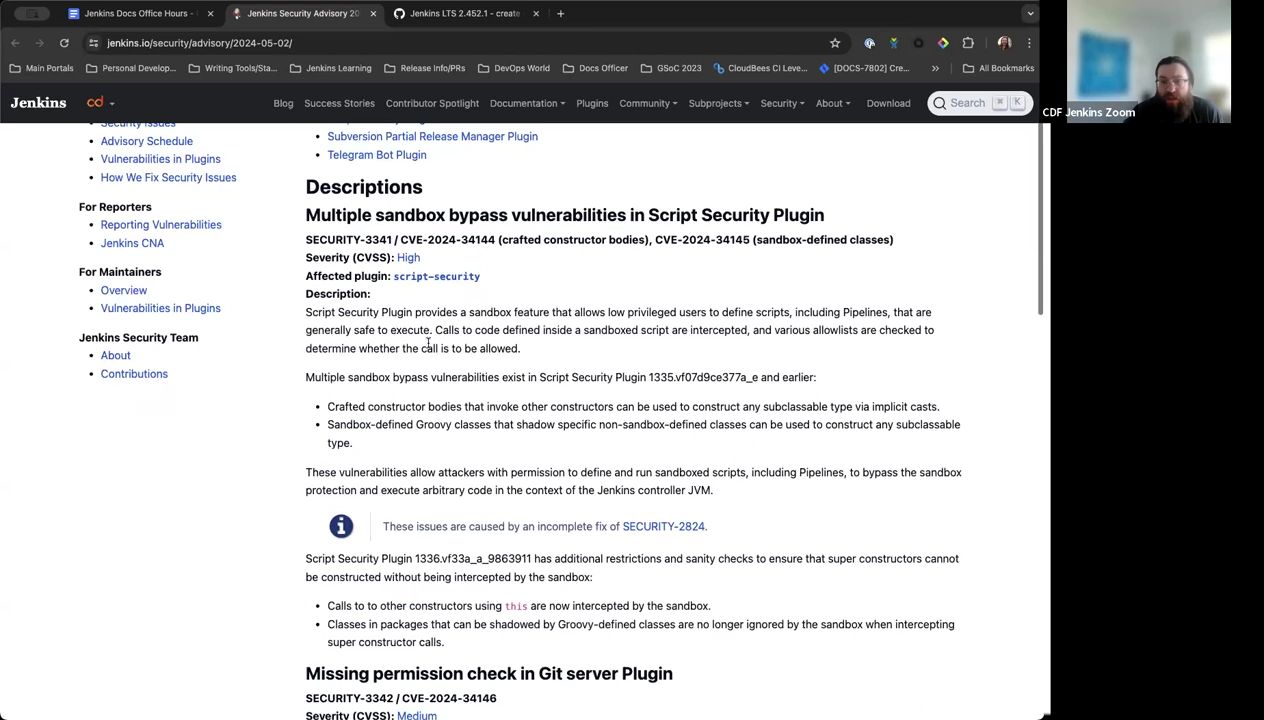 Jenkins Docs Office Hours -
Jenkins Security Advisory 20
Jenkins LTS 2.452.1 - create
jenkins.io/security/advisory/2024-05-02/
Main Portals
Personal Develop...
Writing Tools/Sta...
Jenkins Learning
Release Info/PRs
DevOps World
Docs Officer
GSoC 2023
CloudBees CI Leve...
[DOCS-7802] Cre...
»
All Bookmarks
Jenkins
cd
Blog
Success Stories
Contributor Spotlight
Documentation
Plugins
Community
Subprojects
Security
About
Download
Search ⌘ K
CDF Jenkins Zoom
Security Issues
Advisory Schedule
Vulnerabilities in Plugins
How We Fix Security Issues
For Reporters
Reporting Vulnerabilities
Jenkins CNA
For Maintainers
Overview
Vulnerabilities in Plugins
Jenkins Security Team
About
Contributions
Subversion Partial Release Manager Plugin
Telegram Bot Plugin
Descriptions
Multiple sandbox bypass vulnerabilities in Script Security Plugin
SECURITY-3341 / CVE-2024-34144 (crafted constructor bodies), CVE-2024-34145 (sandbox-defined classes)
Severity (CVSS): High
Affected plugin: script-security
Description:
Script Security Plugin provides a sandbox feature that allows low privileged users to define scripts, including Pipelines, that are
generally safe to execute. Calls to code defined inside a sandboxed script are intercepted, and various allowlists are checked to
determine whether the call is to be allowed.
Multiple sandbox bypass vulnerabilities exist in Script Security Plugin 1335.vf07d9ce377a_e and earlier:
Crafted constructor bodies that invoke other constructors can be used to construct any subclassable type via implicit casts.
Sandbox-defined Groovy classes that shadow specific non-sandbox-defined classes can be used to construct any subclassable
type.
These vulnerabilities allow attackers with permission to define and run sandboxed scripts, including Pipelines, to bypass the sandbox
protection and execute arbitrary code in the context of the Jenkins controller JVM.
These issues are caused by an incomplete fix of SECURITY-2824.
Script Security Plugin 1336.vf33a_a_9863911 has additional restrictions and sanity checks to ensure that super constructors cannot
be constructed without being intercepted by the sandbox:
Calls to to other constructors using this are now intercepted by the sandbox.
Classes in packages that can be shadowed by Groovy-defined classes are no longer ignored by the sandbox when intercepting
super constructor calls.
Missing permission check in Git server Plugin
SECURITY-3342 / CVE-2024-34146
Severity (CVSS): Medium